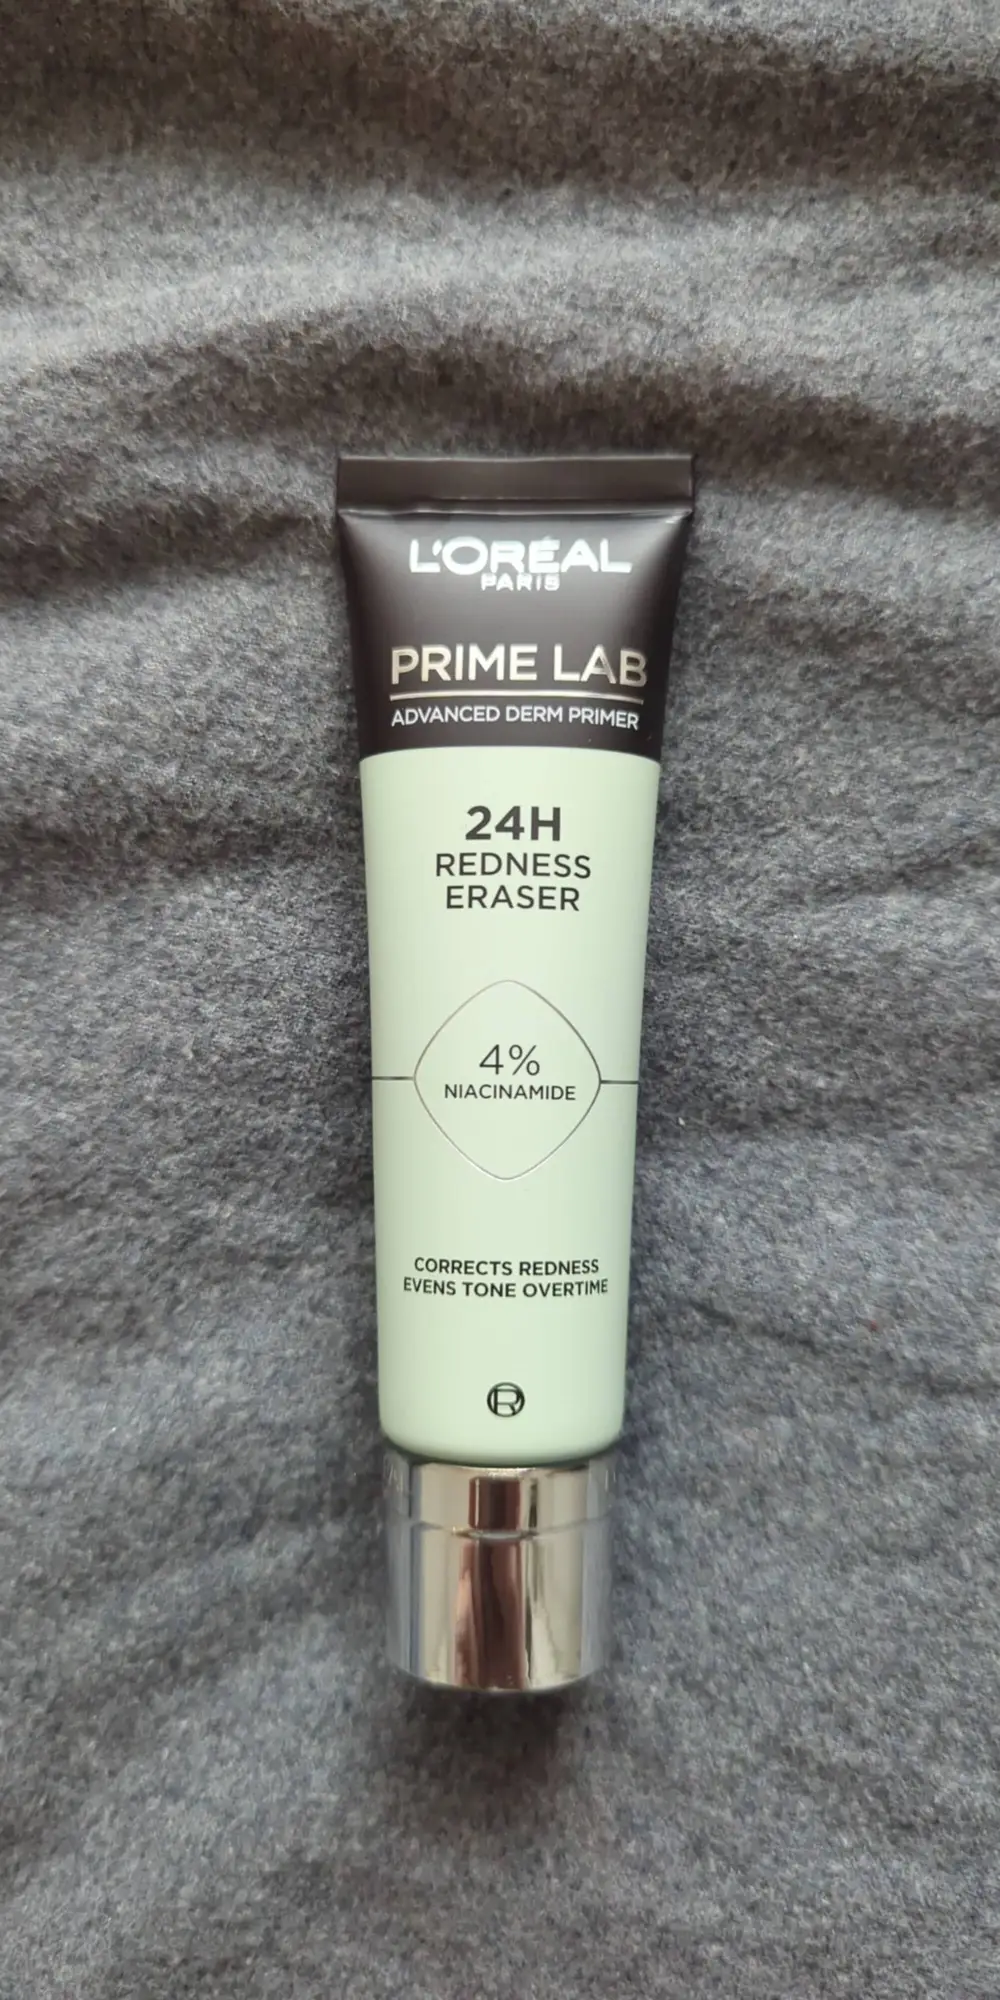 L'ORÉAL
PARIS
PRIME LAB
ADVANCED DERM PRIMER
24H
REDNESS
ERASER
4%
NIACINAMIDE
CORRECTS REDNESS
EVENS TONE OVERTIME